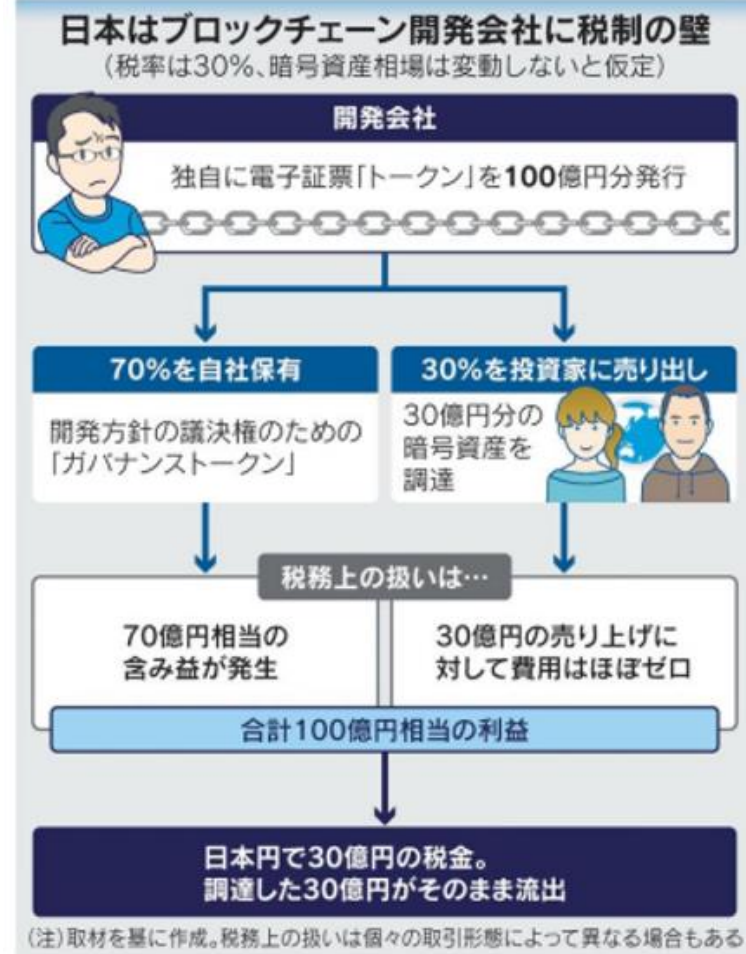 日本はブロックチェーン開発会社に税制の壁
(税率は30%、暗号資産相場は変動しないと仮定)
開発会社
独自に電子証票「トークン」を100億円分発行
70%を自社保有
開発方針の議決権のための
「ガバナンストークン」
30%を投資家に売り出し
30億円分の
暗号資産を
調達
税務上の扱いは…
70億円相当の
含み益が発生
30億円の売り上げに
対して費用はほぼゼロ
合計100億円相当の利益
日本円で30億円の税金。
調達した30億円がそのまま流出
(注)取材を基に作成。税務上の扱いは個々の取引形態によって異なる場合もある